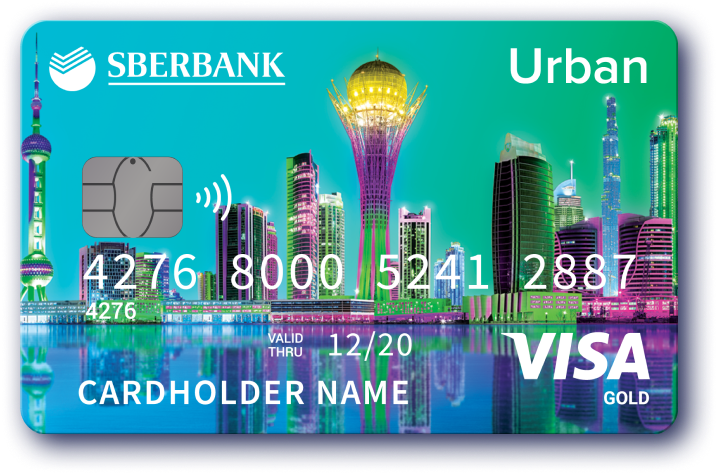 SBERBANK
Urban
4276 8000 5241 2887
4276
VALID
THRU
12/20
VISA
CARDHOLDER NAME
GOLD